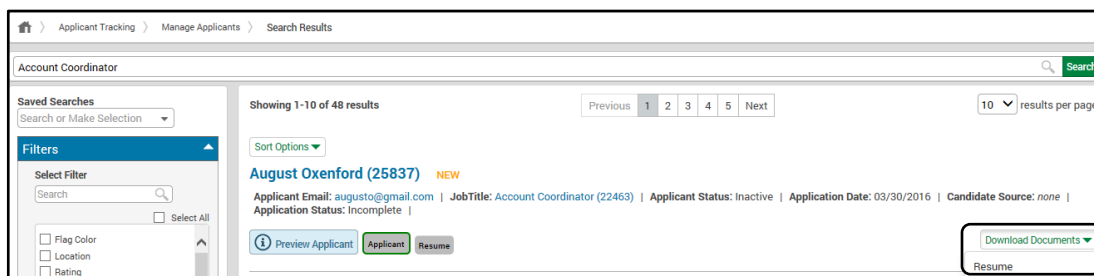 Applicant Tracking Manage Applicants Search Results
Account Coordinator Search
Saved Searches
Search or Make Selection
Filters
Select Filter
Search
Select All
Flag Color
Location
Rating
Showing 1-10 of 48 results Previous 1 2 3 4 5 Next 10 results per page
Sort Options
August Oxenford (25837) NEW
Applicant Email: augusto@gmail.com | JobTitle: Account Coordinator (22463) | Applicant Status: Inactive | Application Date: 03/30/2016 | Candidate Source: none |
Application Status: Incomplete |
Preview Applicant Applicant Resume Download Documents
Resume